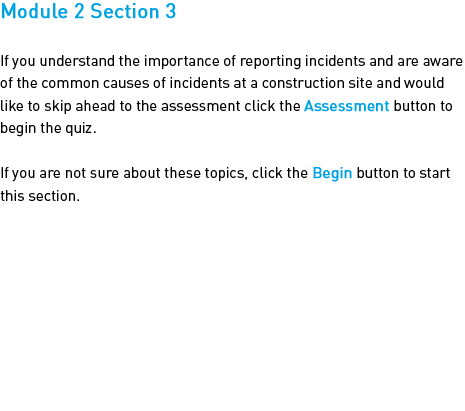 Module 2 Section 3
If you understand the importance of reporting incidents and are aware
of the common causes of incidents at a construction site and would
like to skip ahead to the assessment click the Assessment button to
begin the quiz.
If you are not sure about these topics, click the Begin button to start
this section.